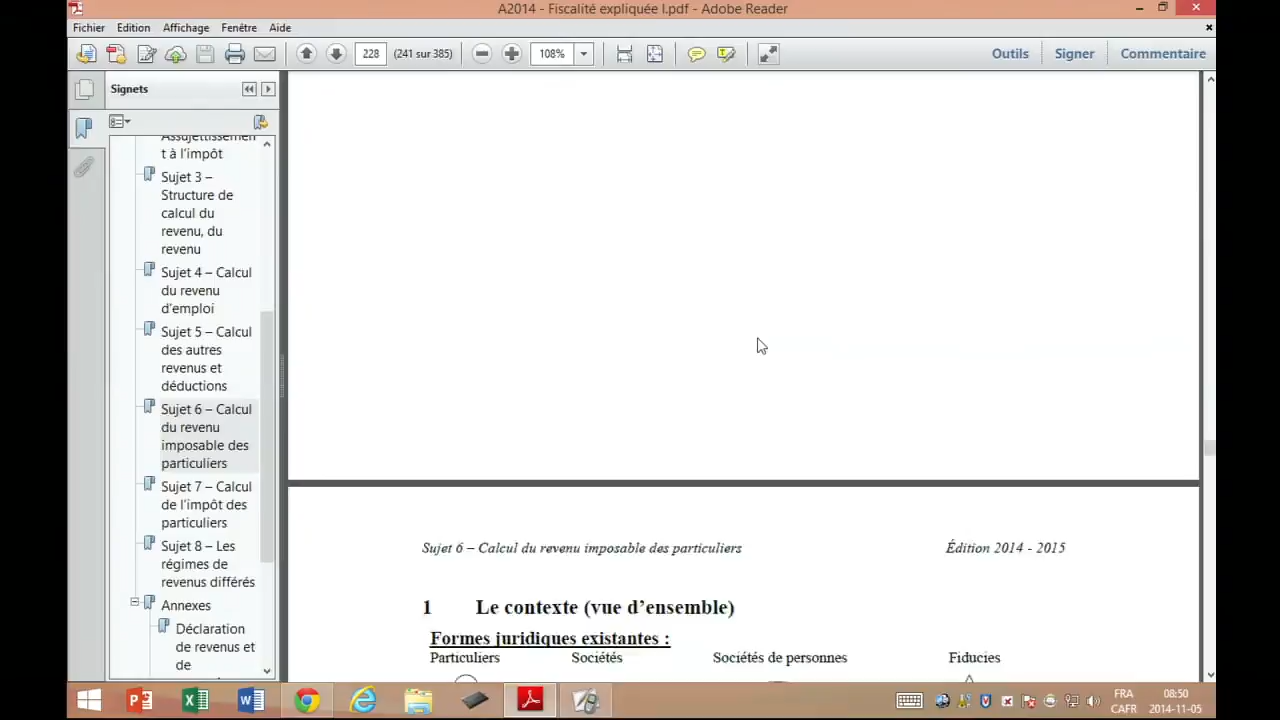 A2014 - Fiscalité expliquée I.pdf - Adobe Reader
Fichier Edition Affichage Fenêtre Aide
228 (241 sur 385) 108% Outils Signer Commentaire
Signets
Assujettissemen
t à l'impôt
Sujet 3 –
Structure de
calcul du
revenu, du
revenu
Sujet 4 – Calcul
du revenu
d'emploi
Sujet 5 – Calcul
des autres
revenus et
déductions
Sujet 6 – Calcul
du revenu
imposable des
particuliers
Sujet 7 – Calcul
de l'impôt des
particuliers
Sujet 8 – Les
régimes de
revenus différés
Annexes
Déclaration
de revenus et
de
Sujet 6 – Calcul du revenu imposable des particuliers Édition 2014 - 2015
1 Le contexte (vue d'ensemble)
Formes juridiques existantes :
Particuliers Sociétés Sociétés de personnes Fiducies
FRA 08:50
CAFR 2014-11-05